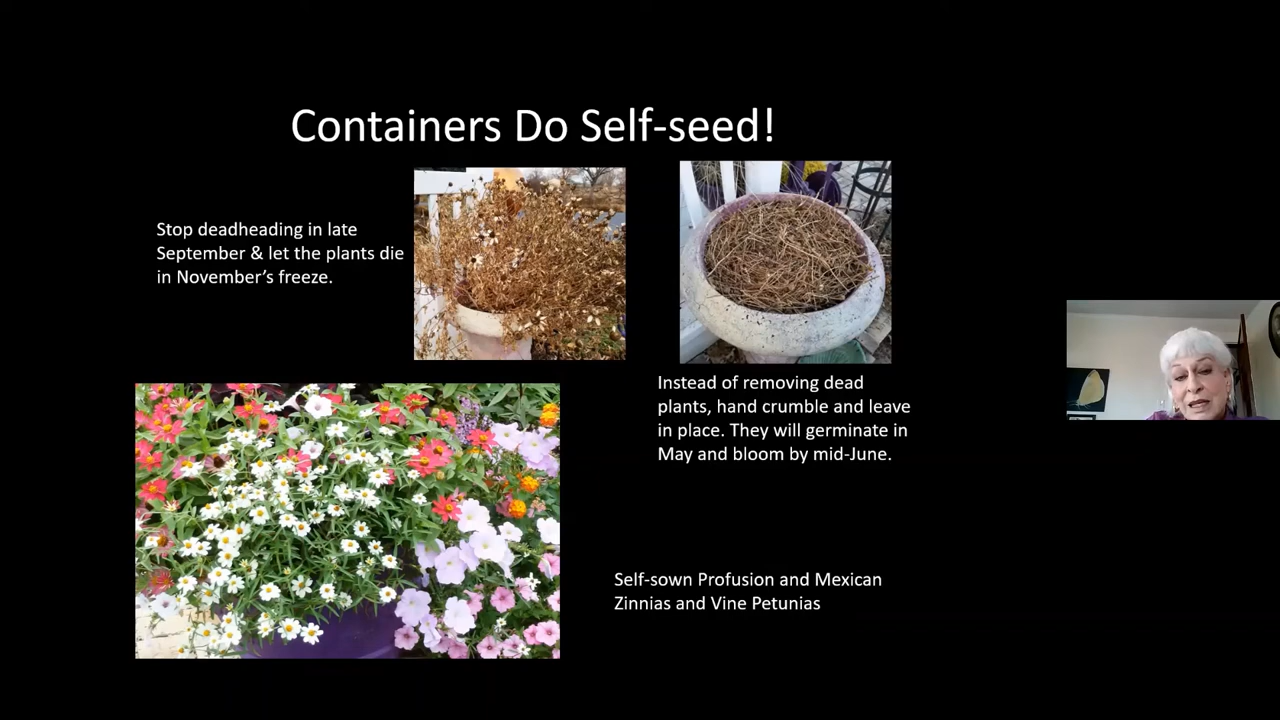 Containers Do Self-seed!
Stop deadheading in late
September & let the plants die
in November's freeze.
Instead of removing dead
plants, hand crumble and leave
in place. They will germinate in
May and bloom by mid-June.
Self-sown Profusion and Mexican
Zinnias and Vine Petunias